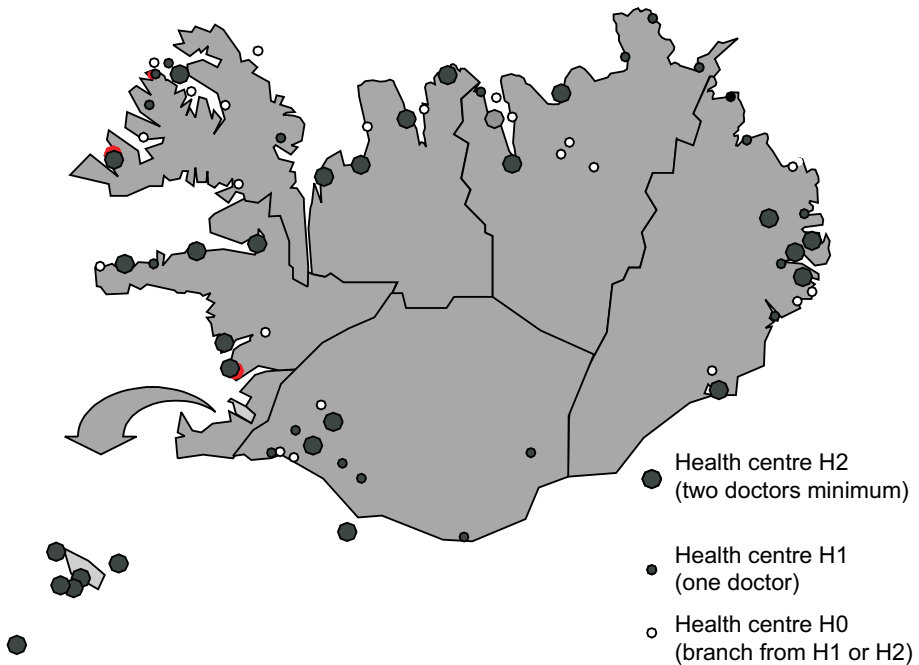 Health centre H2
(two doctors minimum)
Health centre H1
(one doctor)
Health centre H0
(branch from H1 or H2)